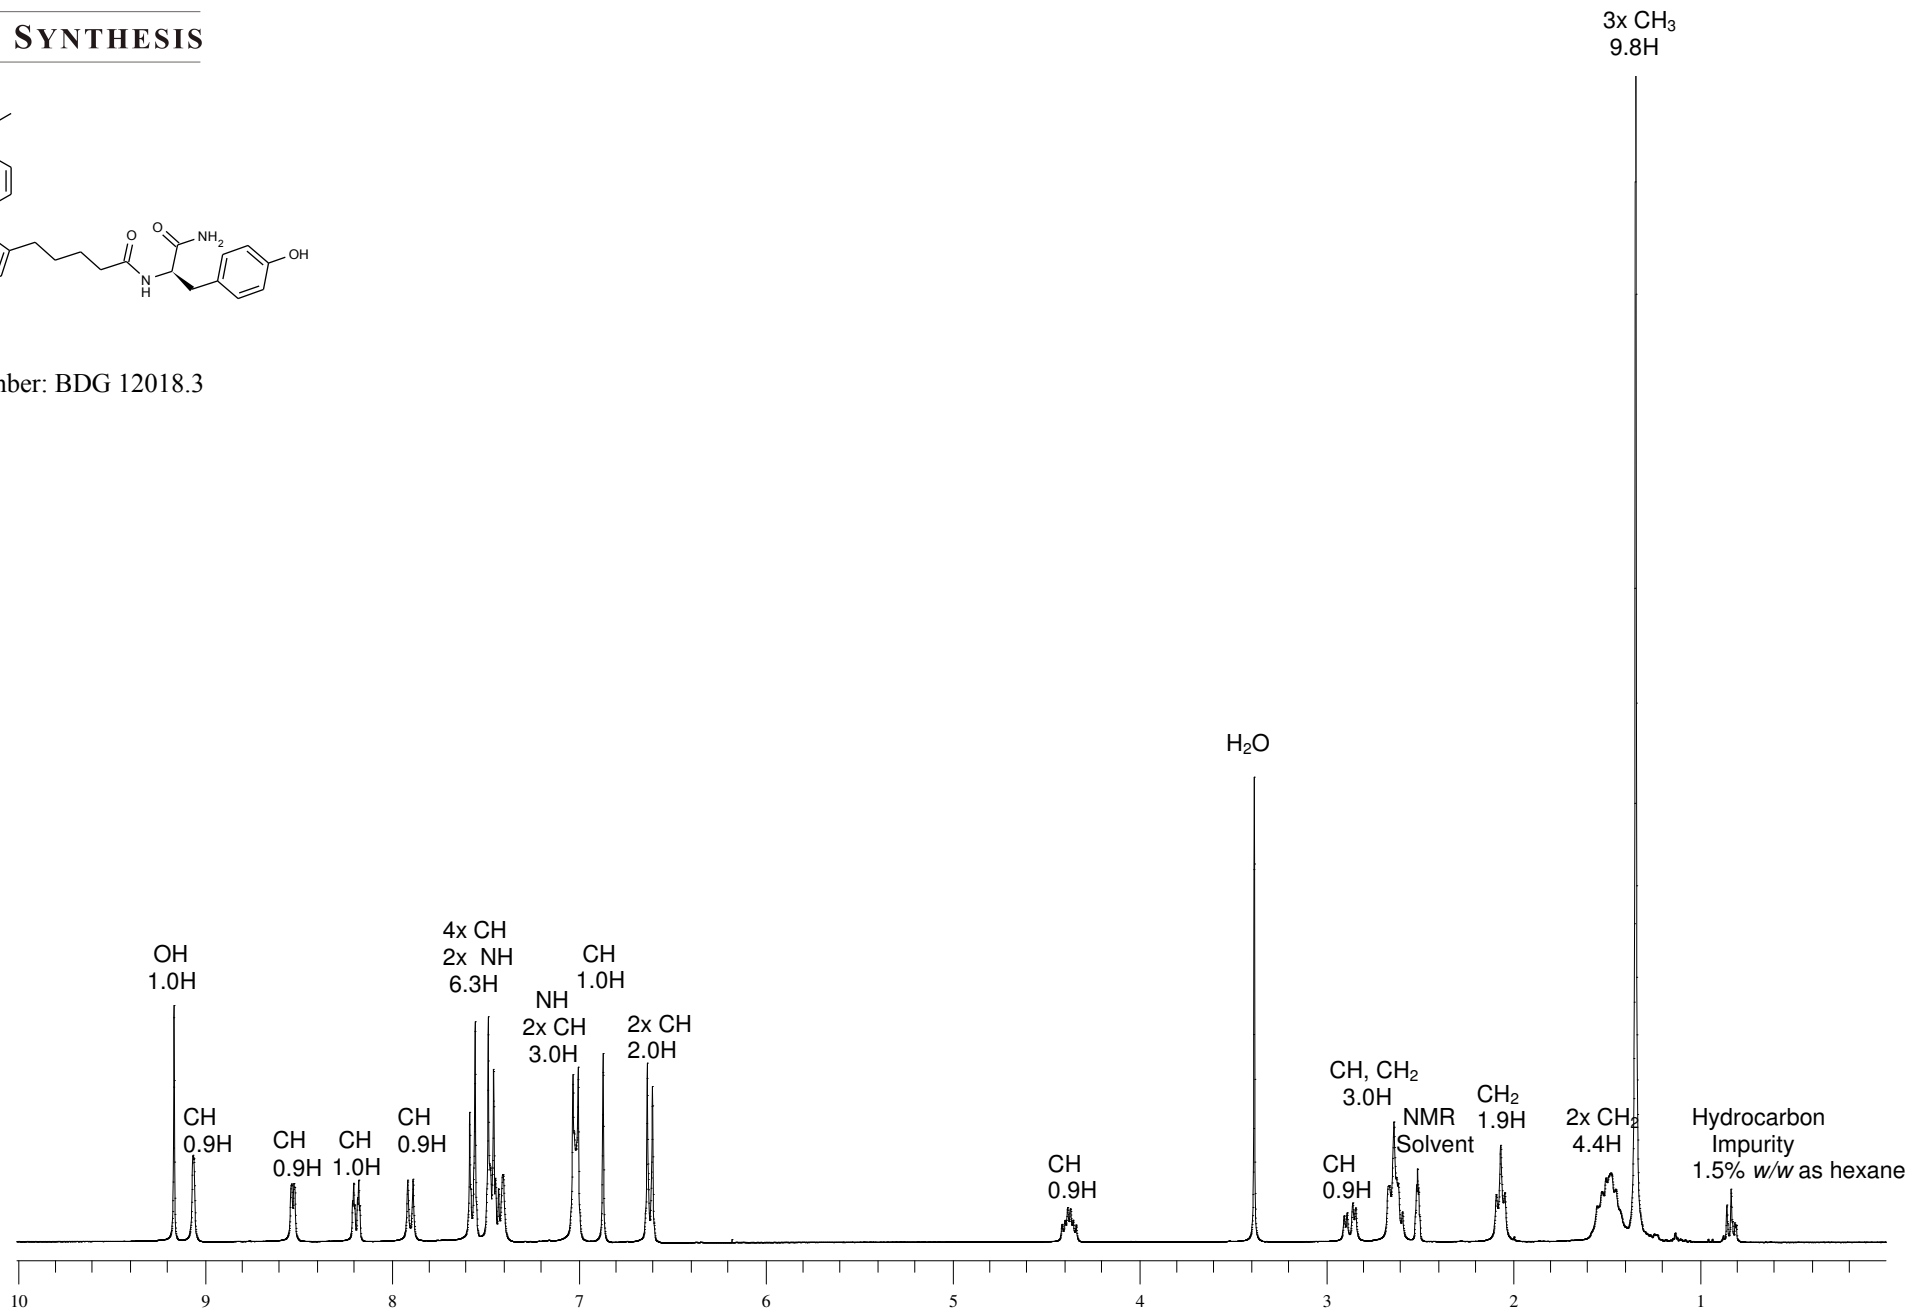 SYNTHESIS
O
O
NH2
OH
N
H
nber: BDG 12018.3
3x CH3
9.8H
H2O
OH
1.0H
CH
0.9H
CH
0.9H
CH
1.0H
CH
0.9H
4x CH
2x NH
6.3H
NH
2x CH
3.0H
CH
1.0H
2x CH
2.0H
CH
0.9H
CH
0.9H
CH, CH2
3.0H
NMR
Solvent
CH2
1.9H
2x CH2
4.4H
Hydrocarbon
Impurity
1.5% w/w as hexane
10 9 8 7 6 5 4 3 2 1